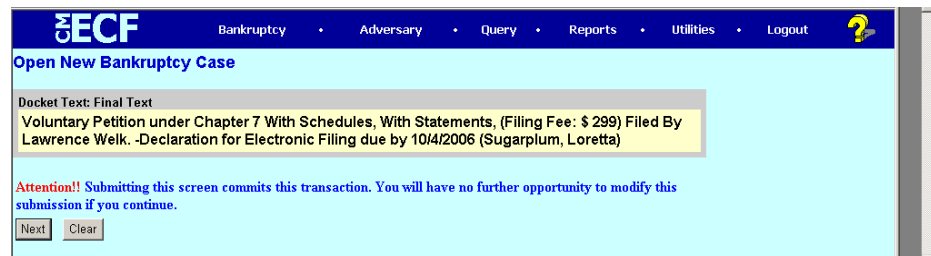 CM ECF Bankruptcy • Adversary • Query • Reports • Utilities • Logout ?
Open New Bankruptcy Case
Docket Text: Final Text
Voluntary Petition under Chapter 7 With Schedules, With Statements, (Filing Fee: $ 299) Filed By
Lawrence Welk. -Declaration for Electronic Filing due by 10/4/2006 (Sugarplum, Loretta)
Attention!! Submitting this screen commits this transaction. You will have no further opportunity to modify this
submission if you continue.
Next Clear